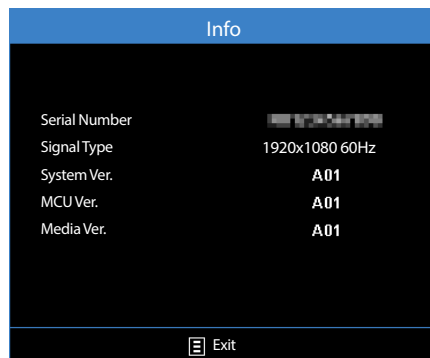 Info
Serial Number
Signal Type 1920x1080 60Hz
System Ver. A01
MCU Ver. A01
Media Ver. A01
Exit